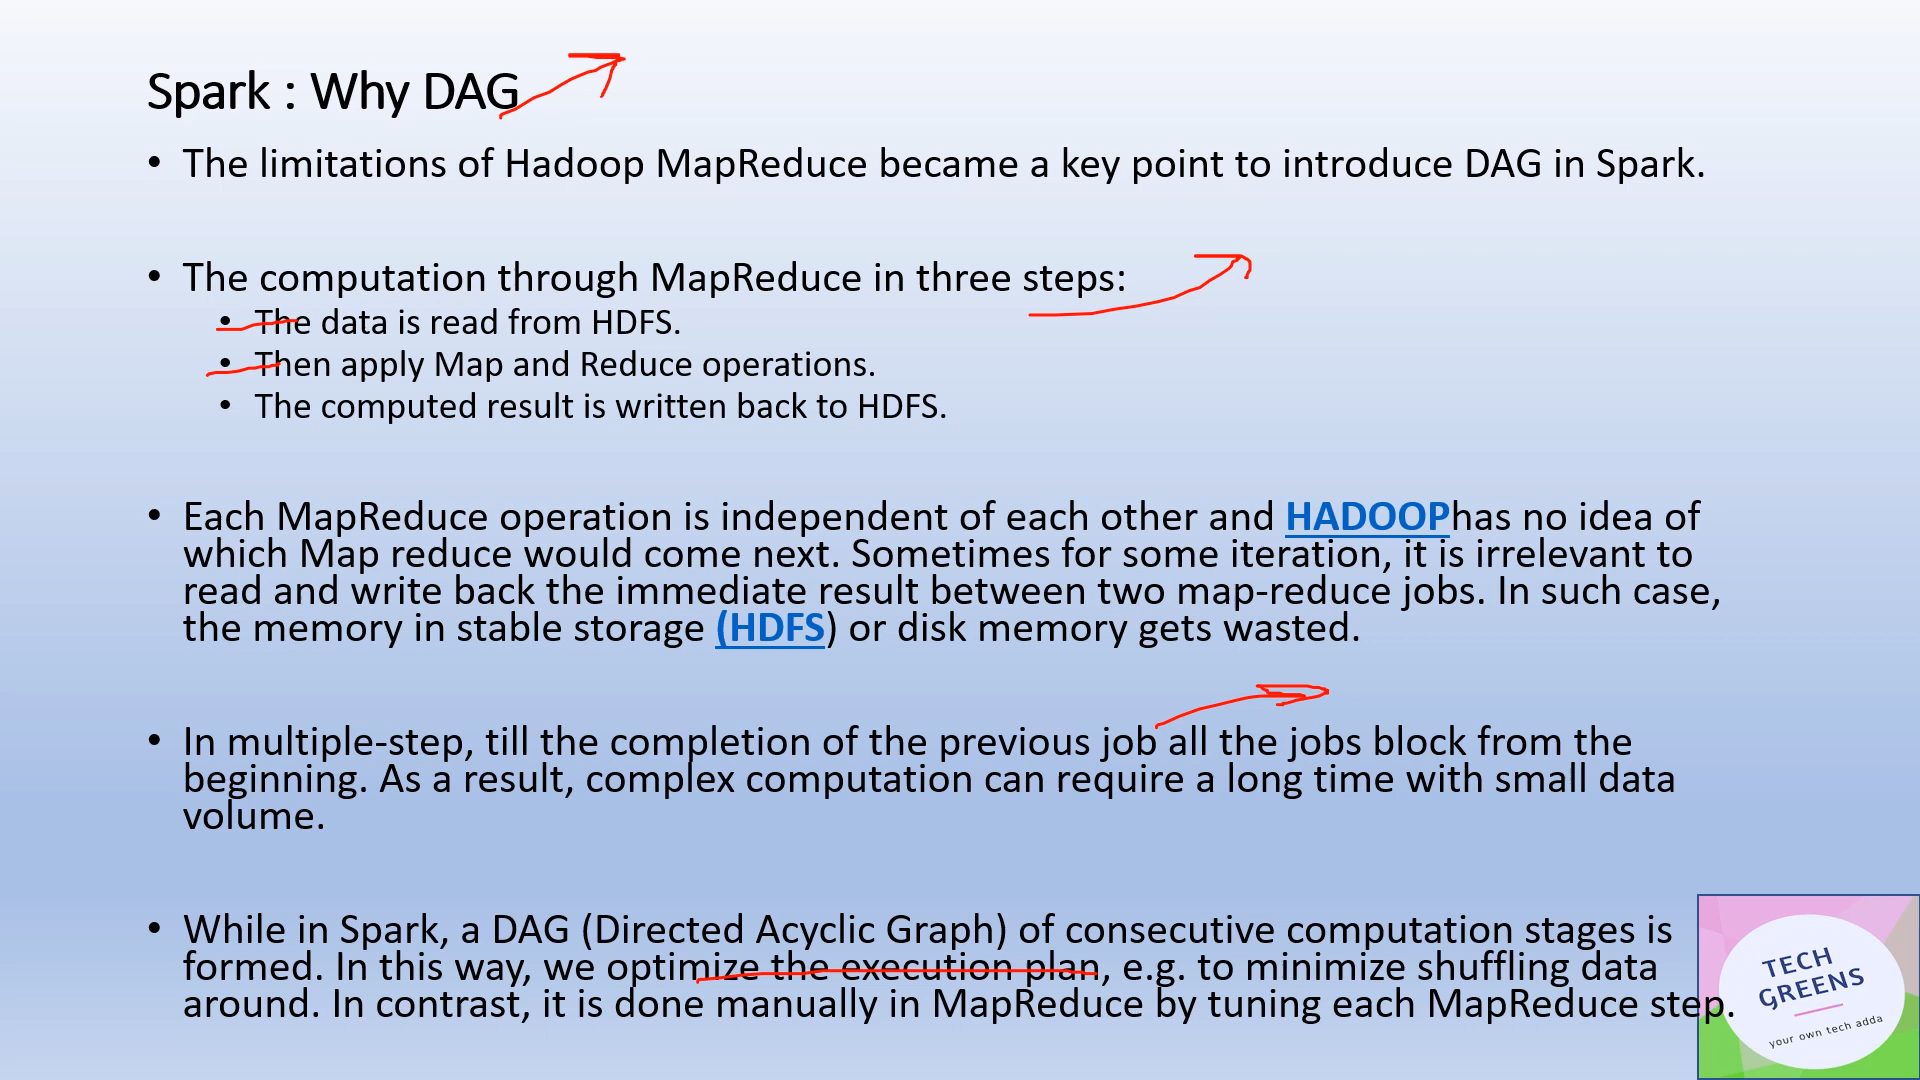 Spark : Why DAG
• The limitations of Hadoop MapReduce became a key point to introduce DAG in Spark.
• The computation through MapReduce in three steps:
• The data is read from HDFS.
• Then apply Map and Reduce operations.
• The computed result is written back to HDFS.
• Each MapReduce operation is independent of each other and HADOOPhas no idea of
which Map reduce would come next. Sometimes for some iteration, it is irrelevant to
read and write back the immediate result between two map-reduce jobs. In such case,
the memory in stable storage (HDFS) or disk memory gets wasted.
• In multiple-step, till the completion of the previous job all the jobs block from the
beginning. As a result, complex computation can require a long time with small data
volume.
• While in Spark, a DAG (Directed Acyclic Graph) of consecutive computation stages is
formed. In this way, we optimize the execution plan, e.g. to minimize shuffling data
around. In contrast, it is done manually in MapReduce by tuning each MapReduce step.
TECH
GREENS
your own tech adda